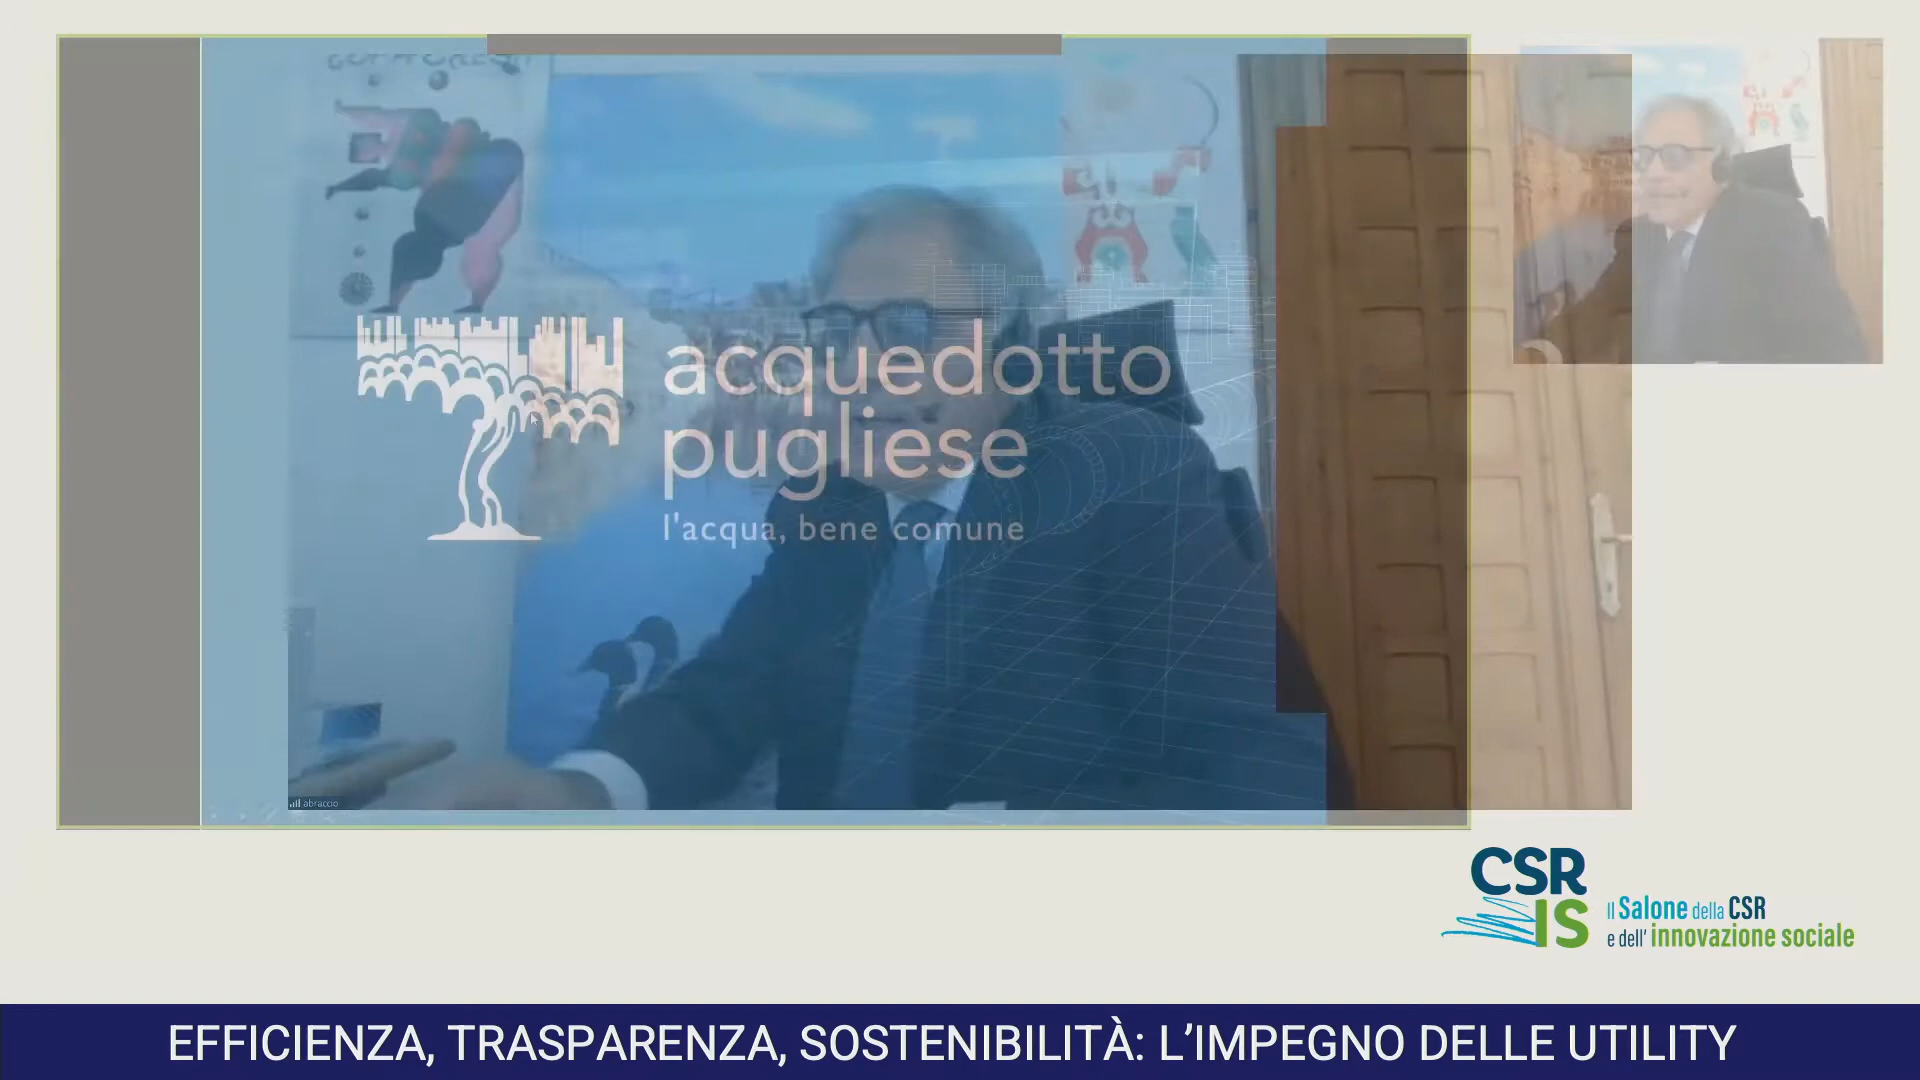 acquedotto
pugliese
l'acqua, bene comune
abraccio
CSR
IS
Il Salone della CSR
e dell' innovazione sociale
EFFICIENZA, TRASPARENZA, SOSTENIBILITÀ: L’IMPEGNO DELLE UTILITY